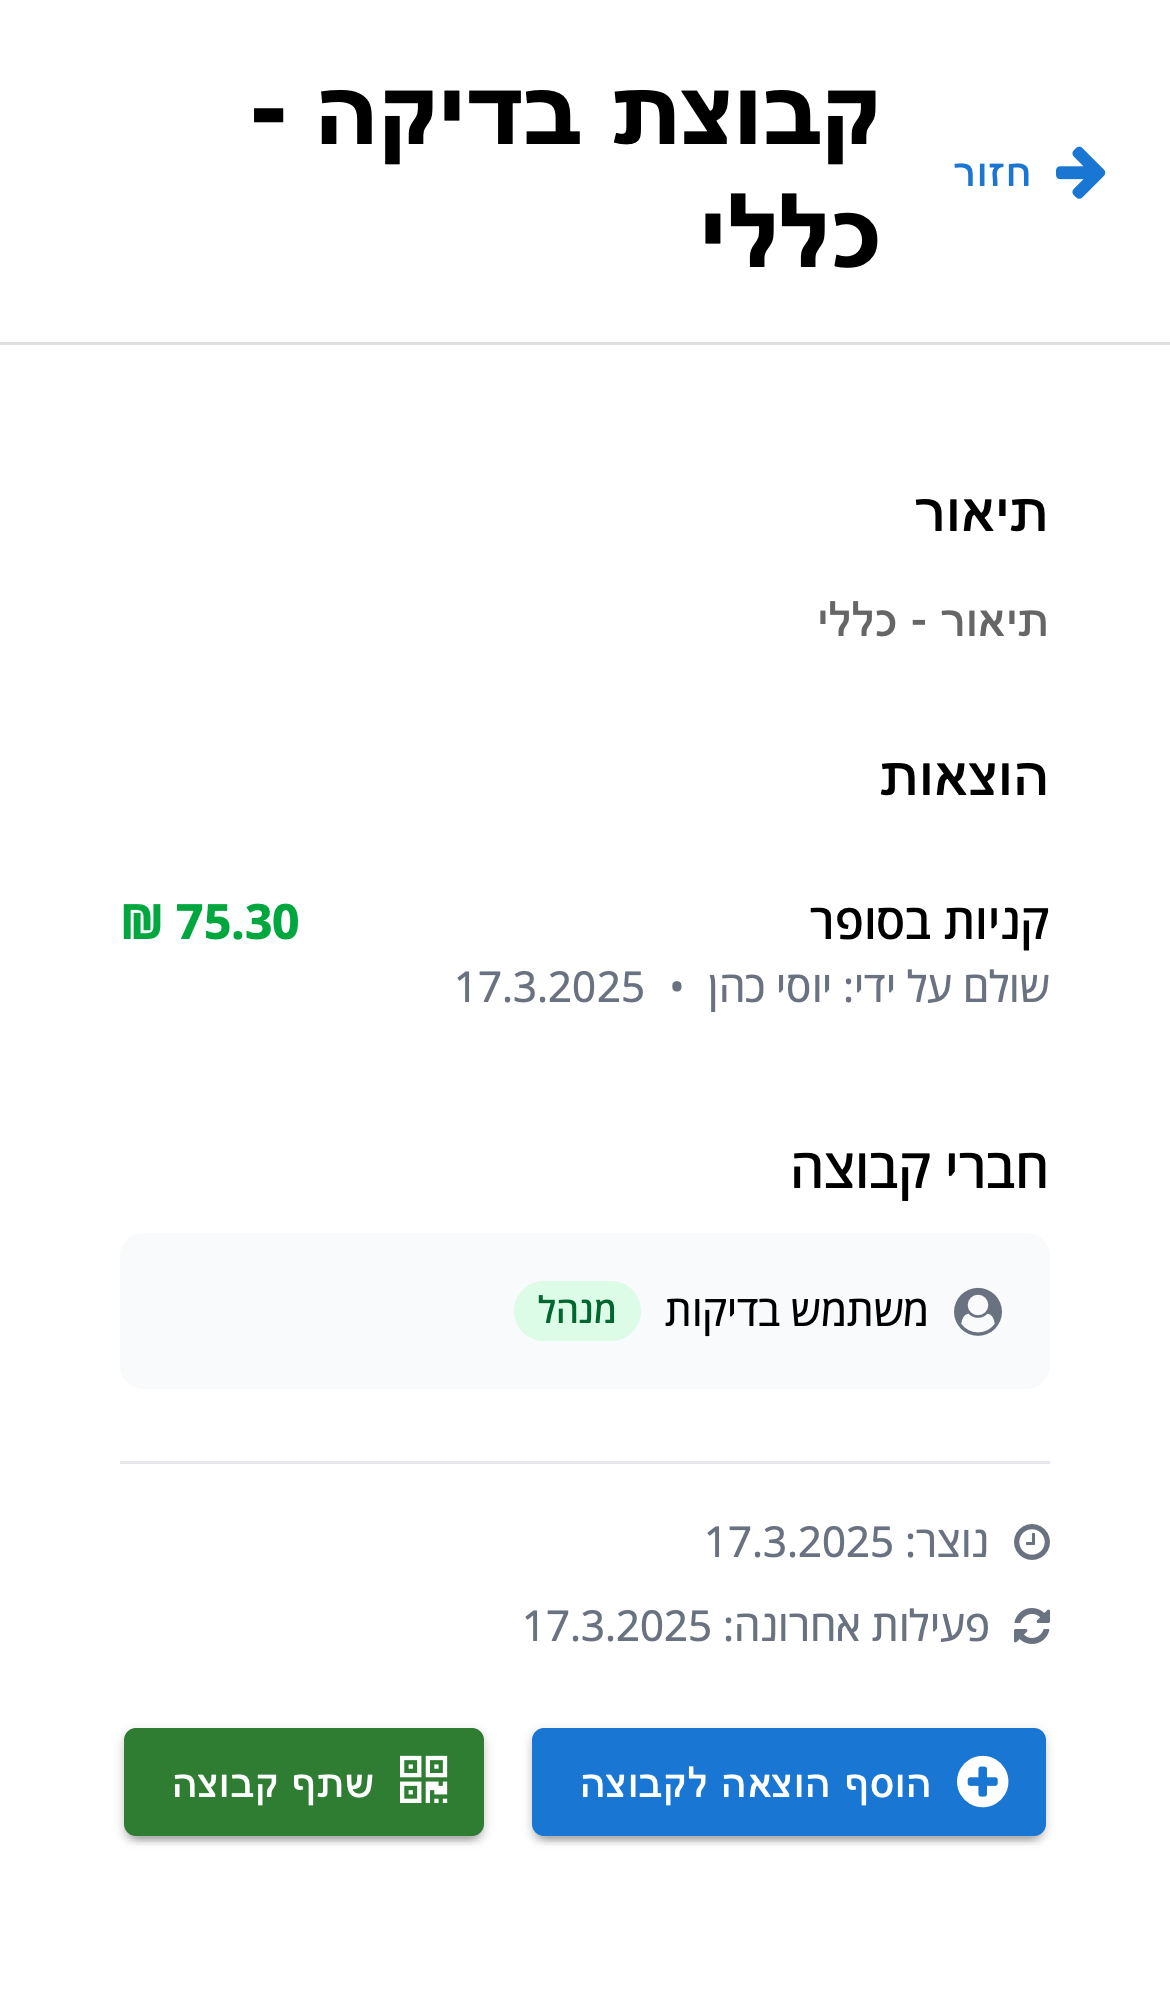 חזור
קבוצת בדיקה -
כללי
תיאור
תיאור - כללי
הוצאות
קניות בסופר
75.30 ₪
שולם על ידי: יוסי כהן • 17.3.2025
חברי קבוצה
משתמש בדיקות מנהל
נוצר: 17.3.2025
פעילות אחרונה: 17.3.2025
הוסף הוצאה לקבוצה
שתף קבוצה